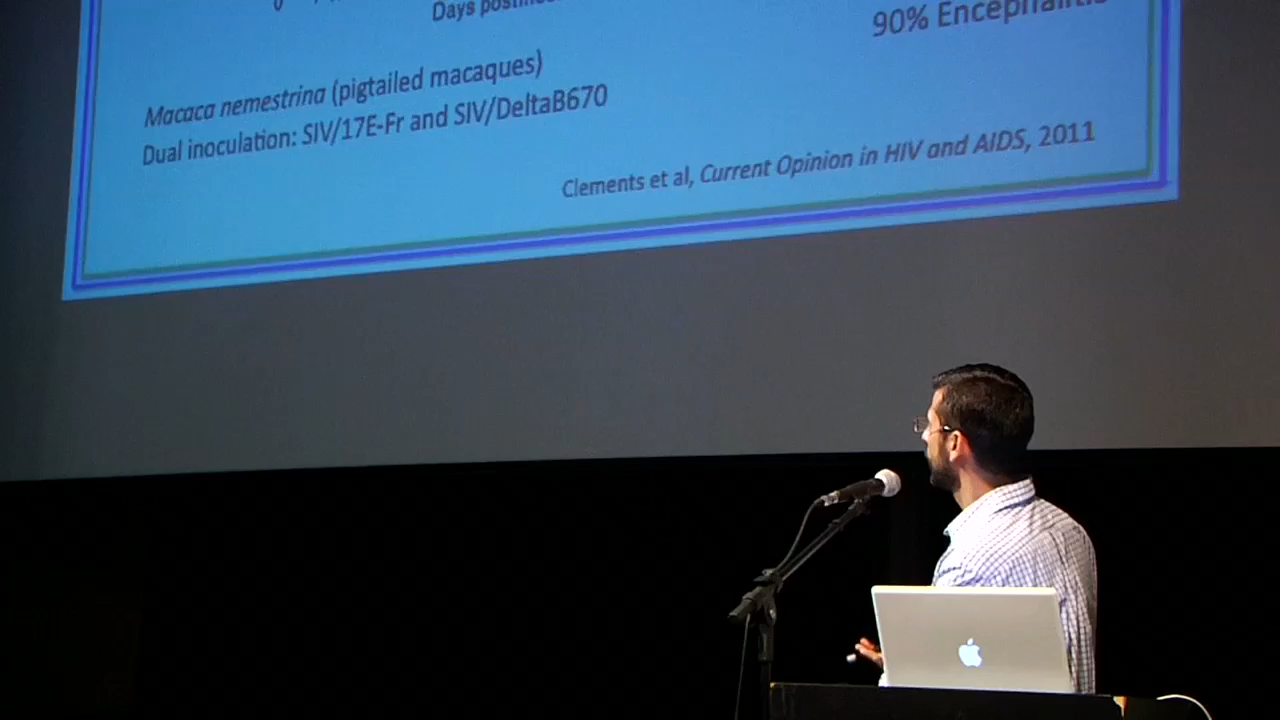 0
Days
90% Encephalitis
Macaca nemestrina (pigtailed macaques)
Dual inoculation: SIV/17E-Fr and SIV/DeltaB670
Clements et al, Current Opinion in HIV and AIDS, 2011